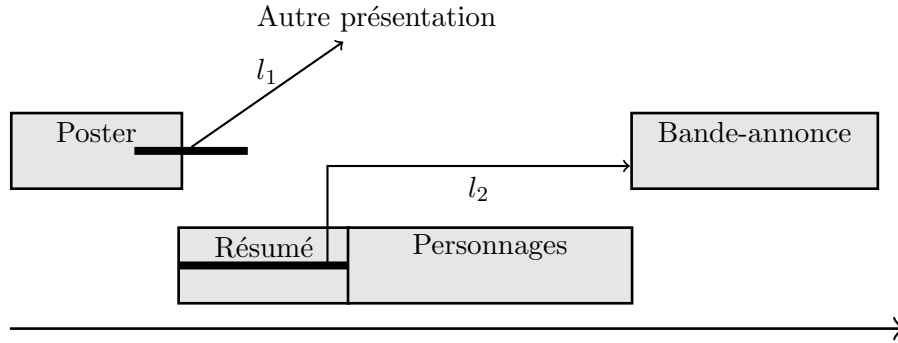 Autre présentation
l1
Poster
Bande-annonce
l2
Résumé
Personnages